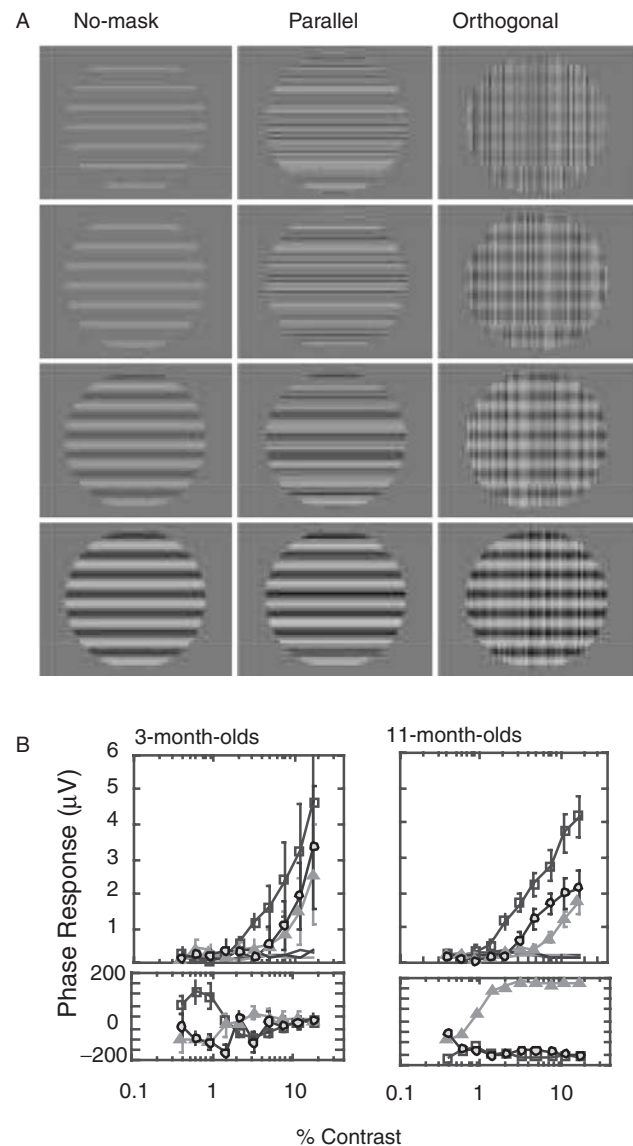 A No-mask Parallel Orthogonal
B 3-month-olds 11-month-olds
Phase Response (μV)
6
5
4
3
2
1
200
0
−200
0.1 1 10 0.1 1 10
% Contrast